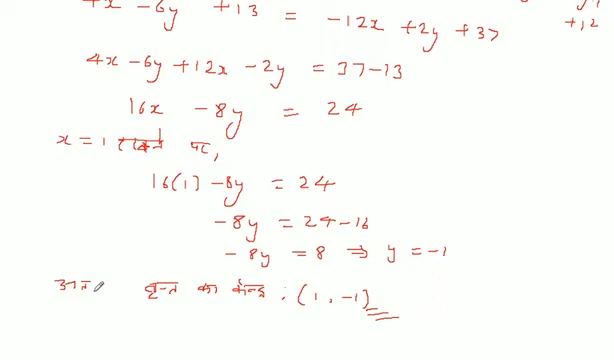 4x - 6y + 13 = -12x + 2y + 37
4x - 6y + 12x - 2y = 37 - 13
16x - 8y = 24
x = 1 रखने पर,
16(1) - 8y = 24
-8y = 24 - 16
-8y = 8 ⇒ y = -1
अतः वृत्त का केन्द्र : (1, -1)